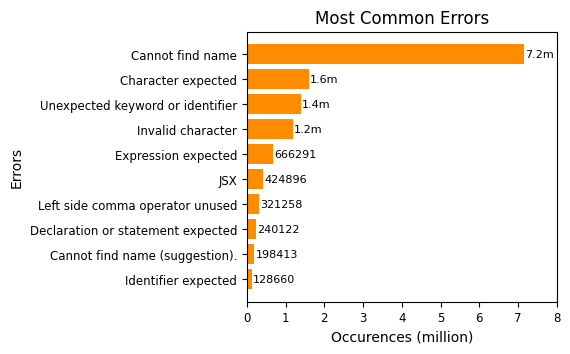 Most Common Errors
Cannot find name 7.2m
Character expected 1.6m
Unexpected keyword or identifier 1.4m
Invalid character 1.2m
Expression expected 666291
JSX 424896
Left side comma operator unused 321258
Declaration or statement expected 240122
Cannot find name (suggestion). 198413
Identifier expected 128660
Errors
0 1 2 3 4 5 6 7 8
Occurences (million)